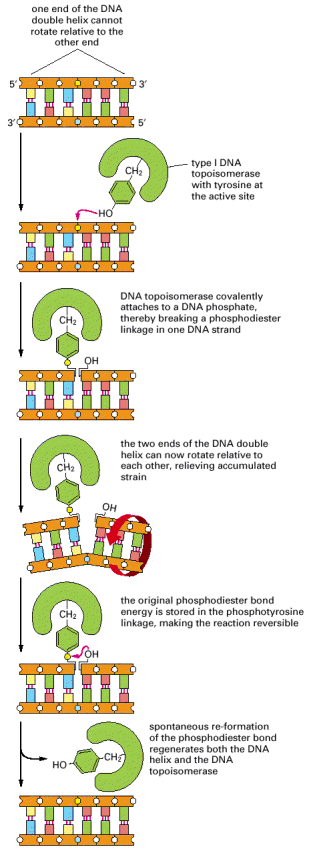 one end of the DNA
double helix cannot
rotate relative to the
other end
5′
3′
3′
5′
CH2
HO
type I DNA
topoisomerase
with tyrosine at
the active site
DNA topoisomerase covalently
attaches to a DNA phosphate,
thereby breaking a phosphodiester
linkage in one DNA strand
CH2
OH
the two ends of the DNA double
helix can now rotate relative to
each other, relieving accumulated
strain
CH2
OH
the original phosphodiester bond
energy is stored in the phosphotyrosine
linkage, making the reaction reversible
CH2
OH
spontaneous re-formation
of the phosphodiester bond
regenerates both the DNA
helix and the DNA
topoisomerase
HO
CH2